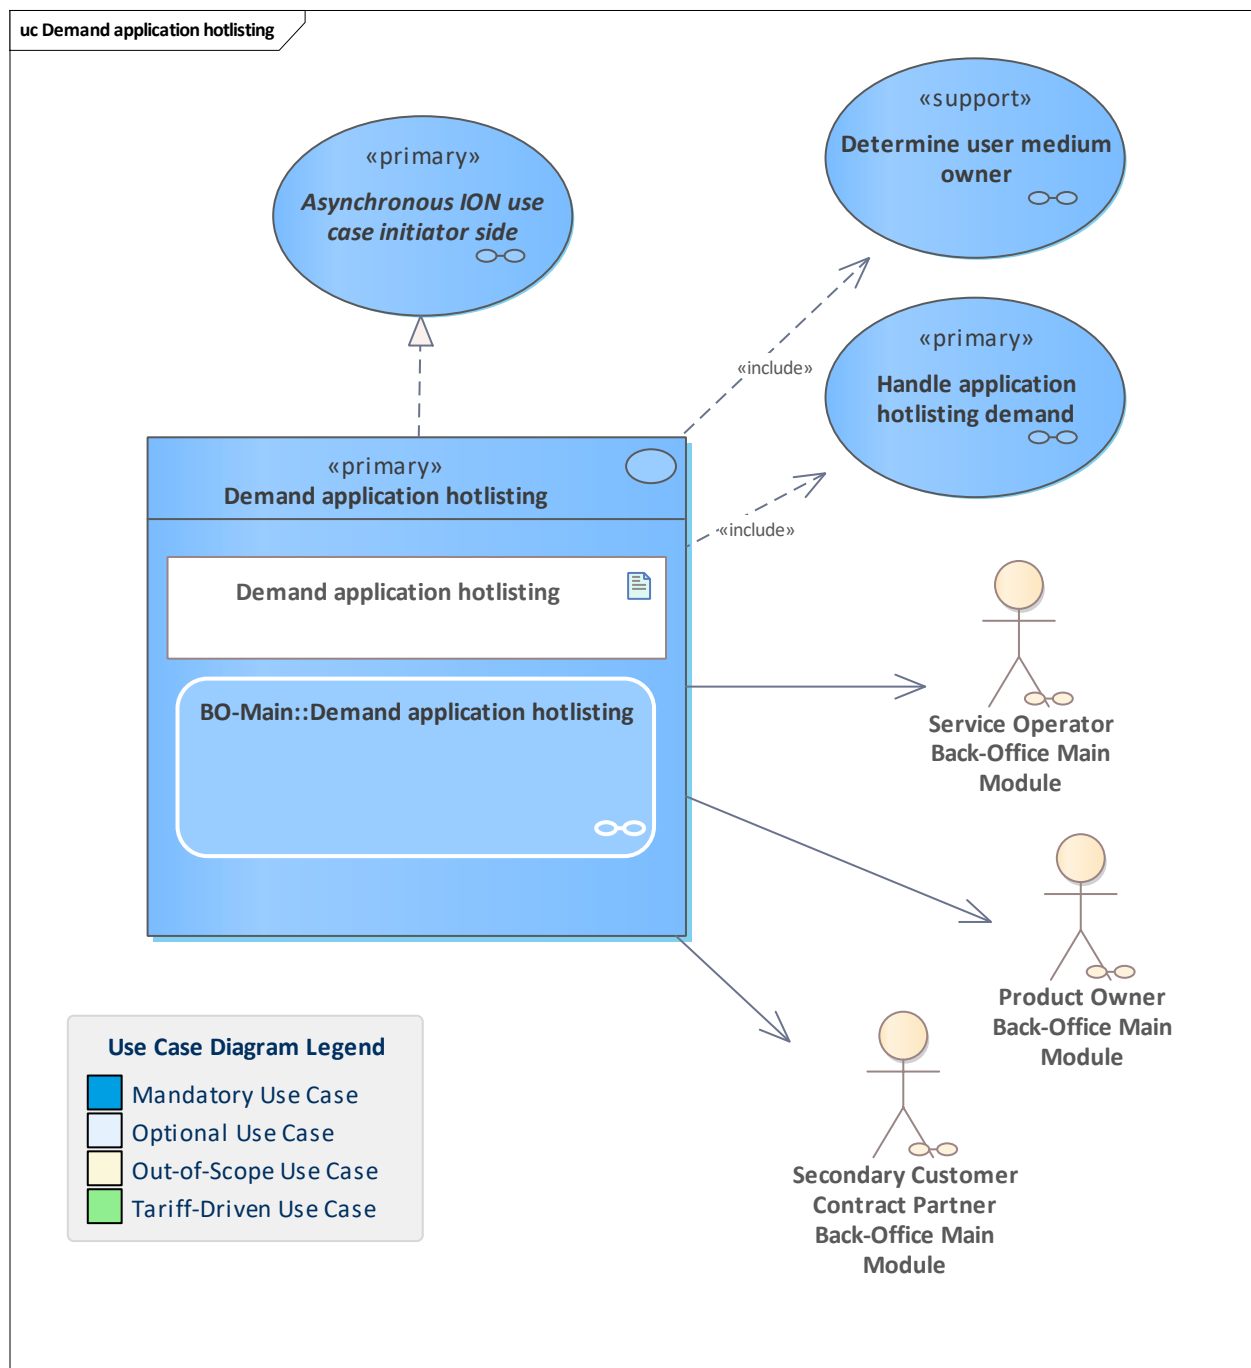 uc Demand application hotlisting
«support»
Determine user medium
owner
«primary»
Asynchronous ION use
case initiator side
«include»
«primary»
Handle application
hotlisting demand
«include»
«primary»
Demand application hotlisting
Demand application hotlisting
BO-Main::Demand application hotlisting
Service Operator
Back-Office Main
Module
Product Owner
Back-Office Main
Module
Secondary Customer
Contract Partner
Back-Office Main
Module
Use Case Diagram Legend
Mandatory Use Case
Optional Use Case
Out-of-Scope Use Case
Tariff-Driven Use Case